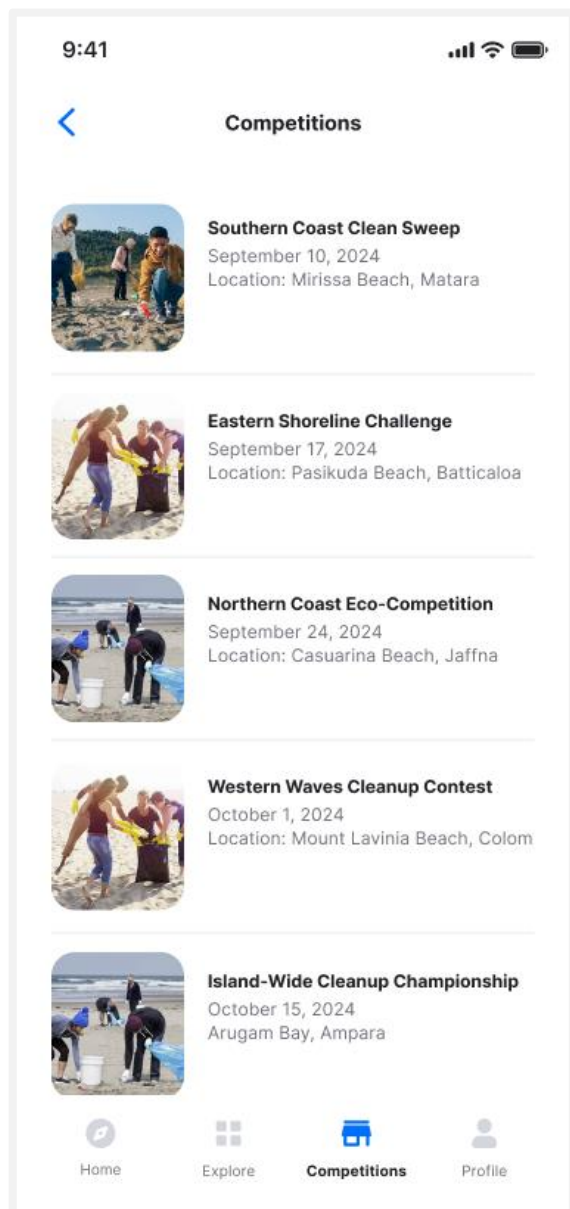 9:41
Competitions
Southern Coast Clean Sweep
September 10, 2024
Location: Mirissa Beach, Matara
Eastern Shoreline Challenge
September 17, 2024
Location: Pasikuda Beach, Batticaloa
Northern Coast Eco-Competition
September 24, 2024
Location: Casuarina Beach, Jaffna
Western Waves Cleanup Contest
October 1, 2024
Location: Mount Lavinia Beach, Colom
Island-Wide Cleanup Championship
October 15, 2024
Arugam Bay, Ampara
Home Explore Competitions Profile